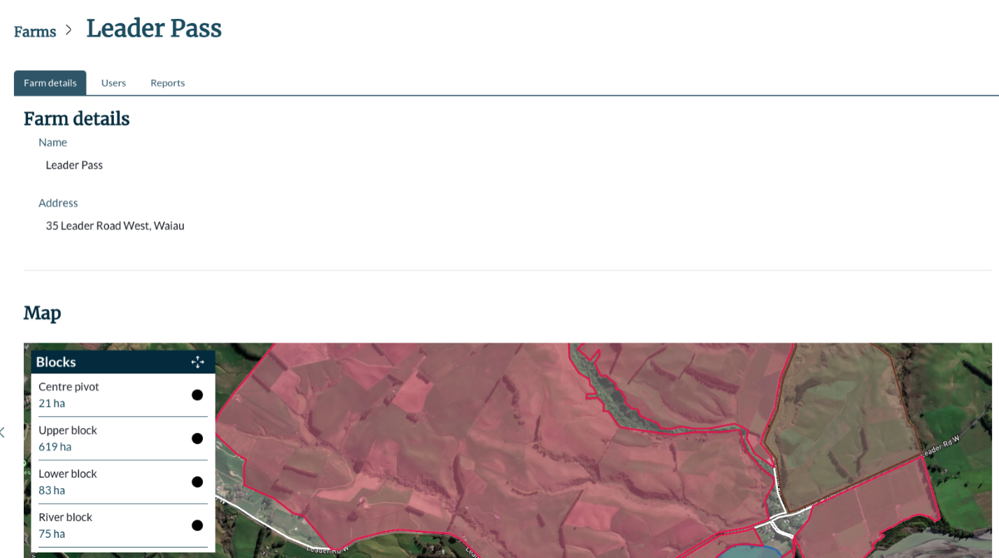 Farms > Leader Pass
Farm details Users Reports
Farm details
Name
Leader Pass
Address
35 Leader Road West, Waiau
Map
Blocks
Centre pivot
21 ha
Upper block
619 ha
Lower block
83 ha
River block
75 ha
Leader Rd W
Leader Rd W